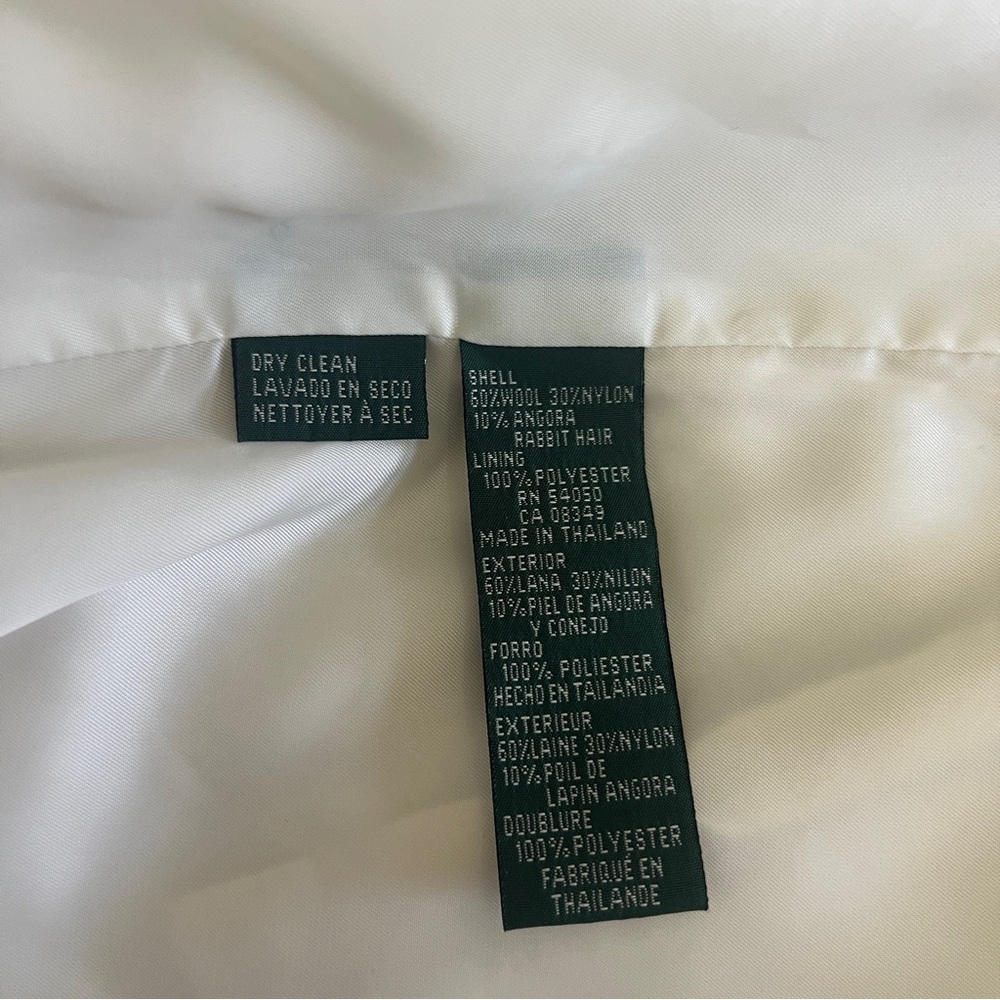 DRY CLEAN
LAVADO EN SECO
NETTOYER À SEC
SHELL
60%WOOL 30%NYLON
10% ANGORA
RABBIT HAIR
LINING
100% POLYESTER
RN 54050
CA 08349
MADE IN THAILAND
EXTERIOR
60%LANA 30%NILON
10% PIEL DE ANGORA
Y CONEJO
FORRO
100% POLIESTER
HECHO EN TAILANDIA
EXTERIEUR
60%LAINE 30%NYLON
10% POIL DE
LAPIN ANGORA
DOUBLURE
100% POLYESTER
FABRIQUÉ EN
THAILANDE